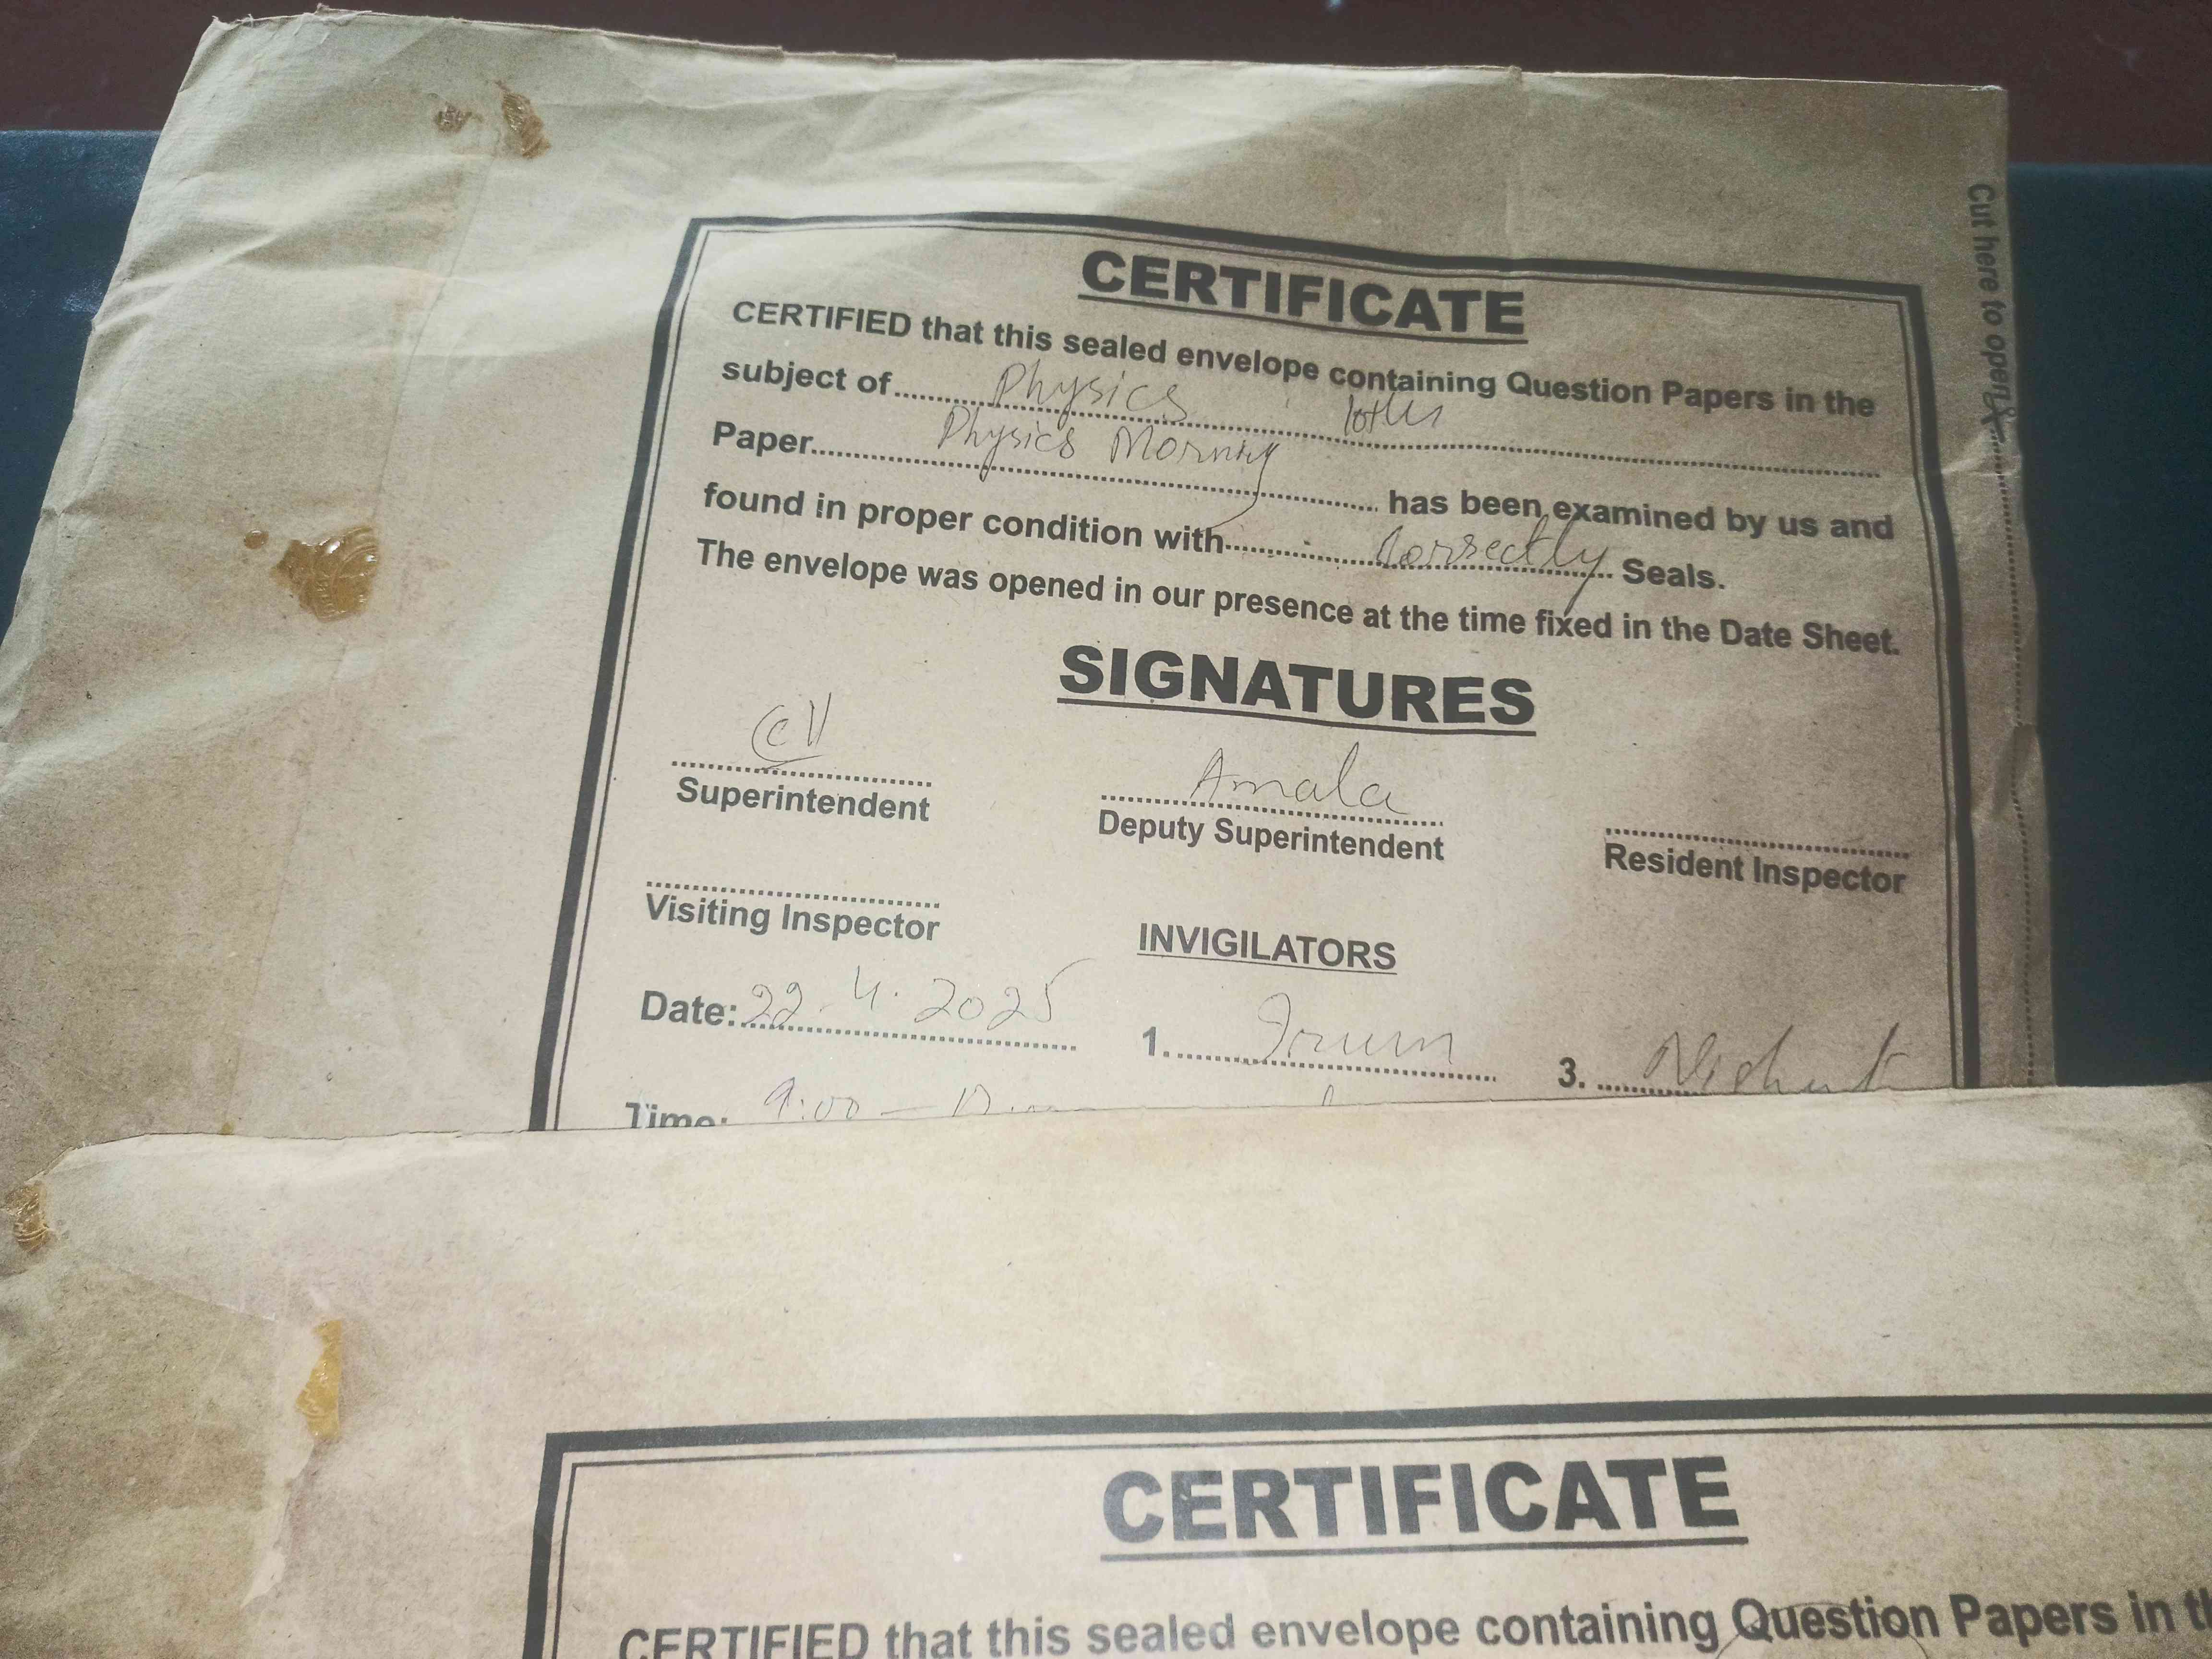 CERTIFICATE
CERTIFIED that this sealed envelope containing Question Papers in the
subject of Physics 10th
Paper Physics Morning has been examined by us and
found in proper condition with Correctly Seals.
The envelope was opened in our presence at the time fixed in the Date Sheet.
SIGNATURES
Amala
Superintendent Deputy Superintendent Resident Inspector
Visiting Inspector INVIGILATORS
Date: 22.4.2025 1. Irum 3.
Time: 9:00 –
Cut here to open
CERTIFICATE
CERTIFIED that this sealed envelope containing Question Papers in